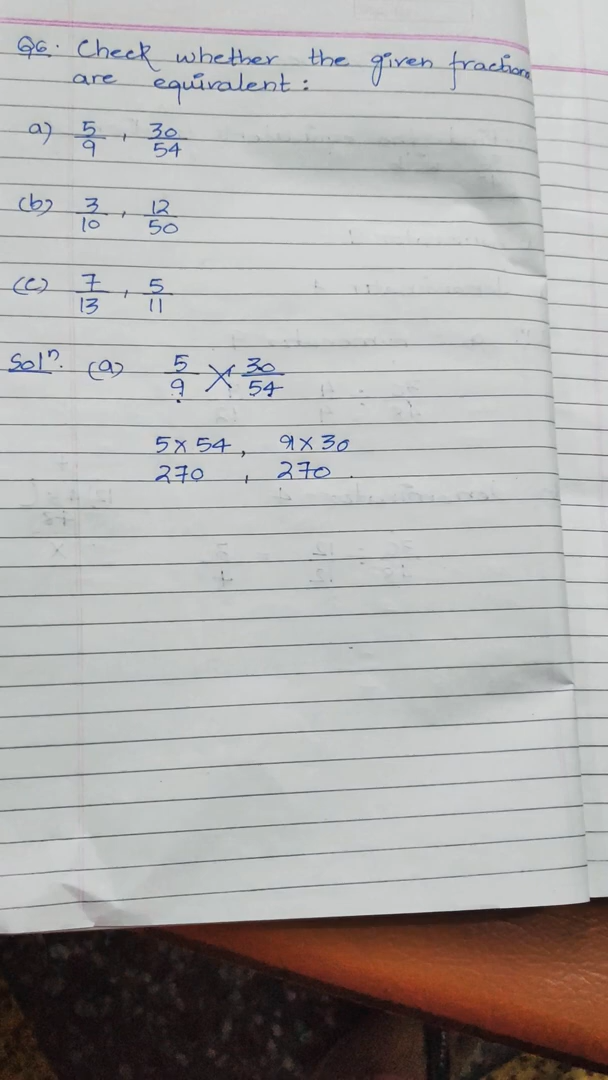 Q6. Check whether the given fractions
are equivalent :
a) 5/9 , 30/54
(b) 3/10 , 12/50
(c) 7/13 , 5/11
Solⁿ. (a) 5/9 X 30/54
5 x 54 , 9 x 30
270 , 270 .